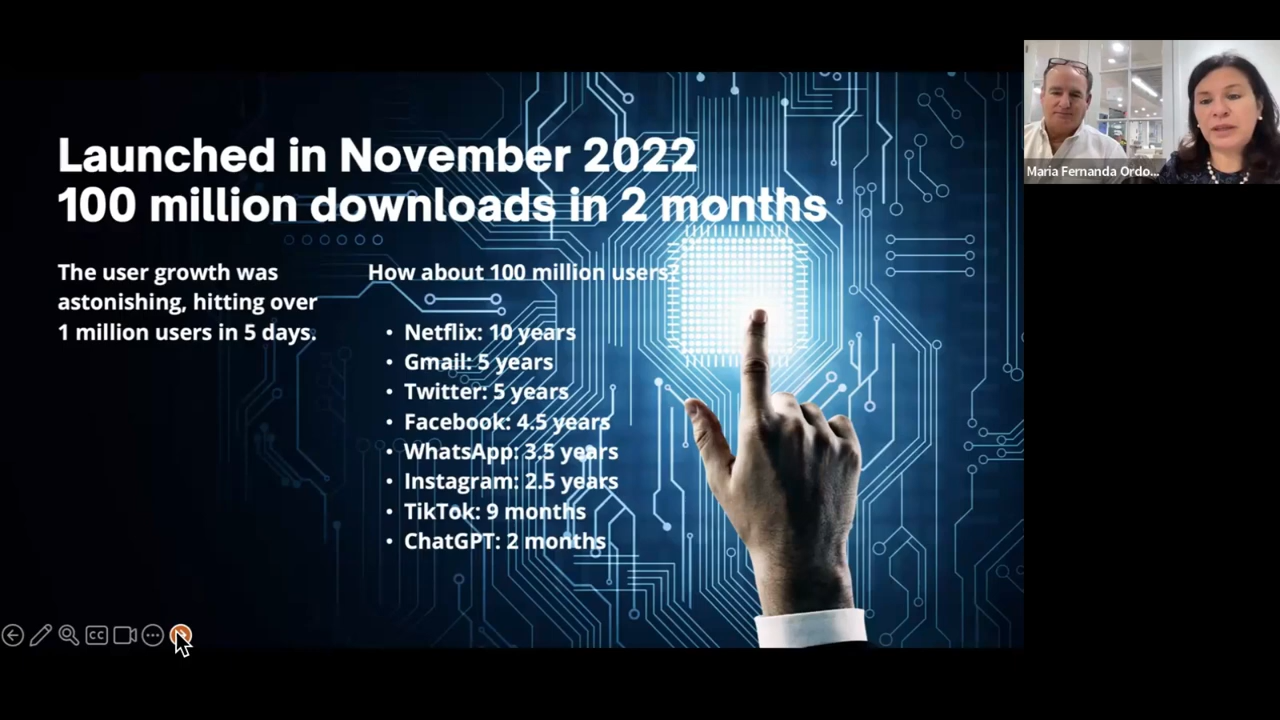 Launched in November 2022
100 million downloads in 2 months
The user growth was
astonishing, hitting over
1 million users in 5 days.
How about 100 million users?
• Netflix: 10 years
• Gmail: 5 years
• Twitter: 5 years
• Facebook: 4.5 years
• WhatsApp: 3.5 years
• Instagram: 2.5 years
• TikTok: 9 months
• ChatGPT: 2 months
Maria Fernanda Ordo...
CC